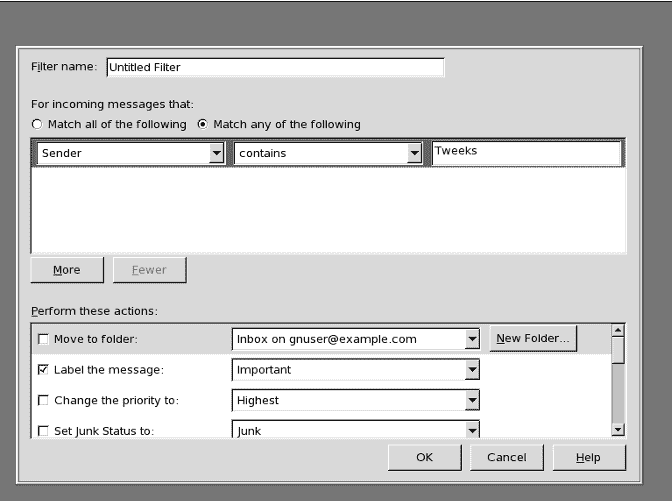 Filter name: Untitled Filter
For incoming messages that:
Match all of the following Match any of the following
Sender contains Tweeks
More Fewer
Perform these actions:
Move to folder: Inbox on gnuser@example.com New Folder...
Label the message: Important
Change the priority to: Highest
Set Junk Status to: Junk
OK Cancel Help